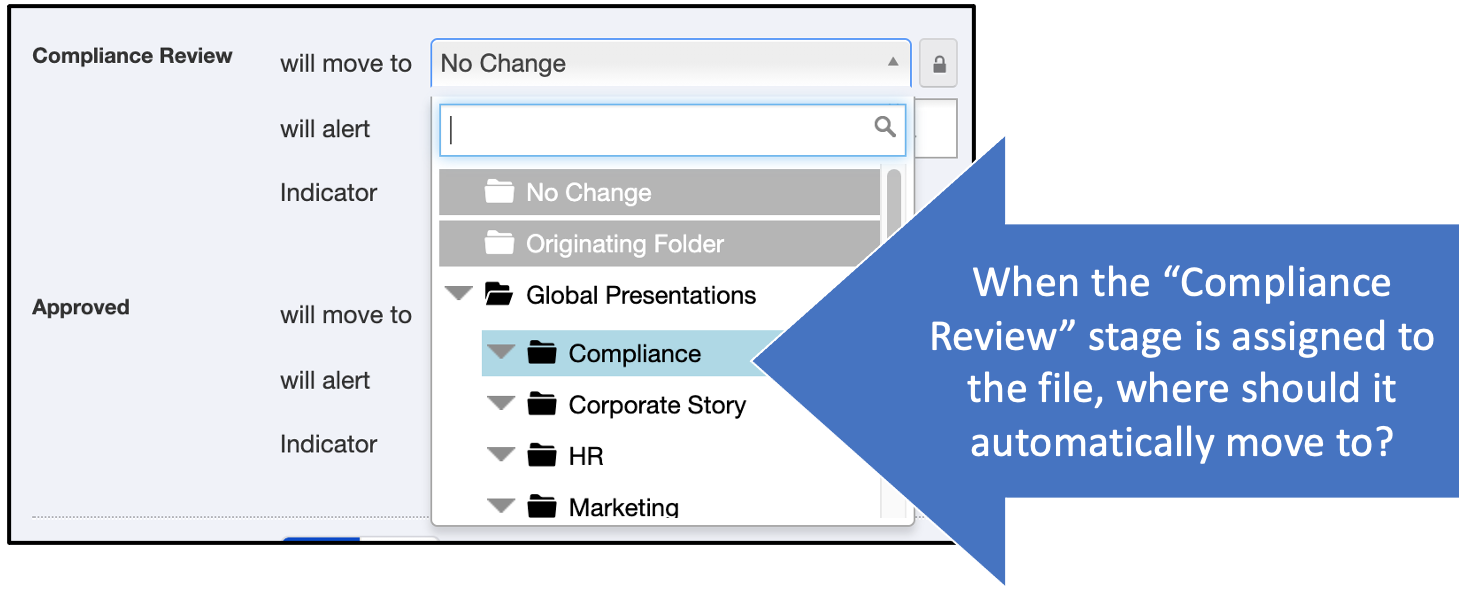 Compliance Review
will move to
No Change
will alert
Indicator
No Change
Originating Folder
Global Presentations
Compliance
Corporate Story
HR
Marketing
Approved
will move to
will alert
Indicator
When the “Compliance
Review” stage is assigned to
the file, where should it
automatically move to?